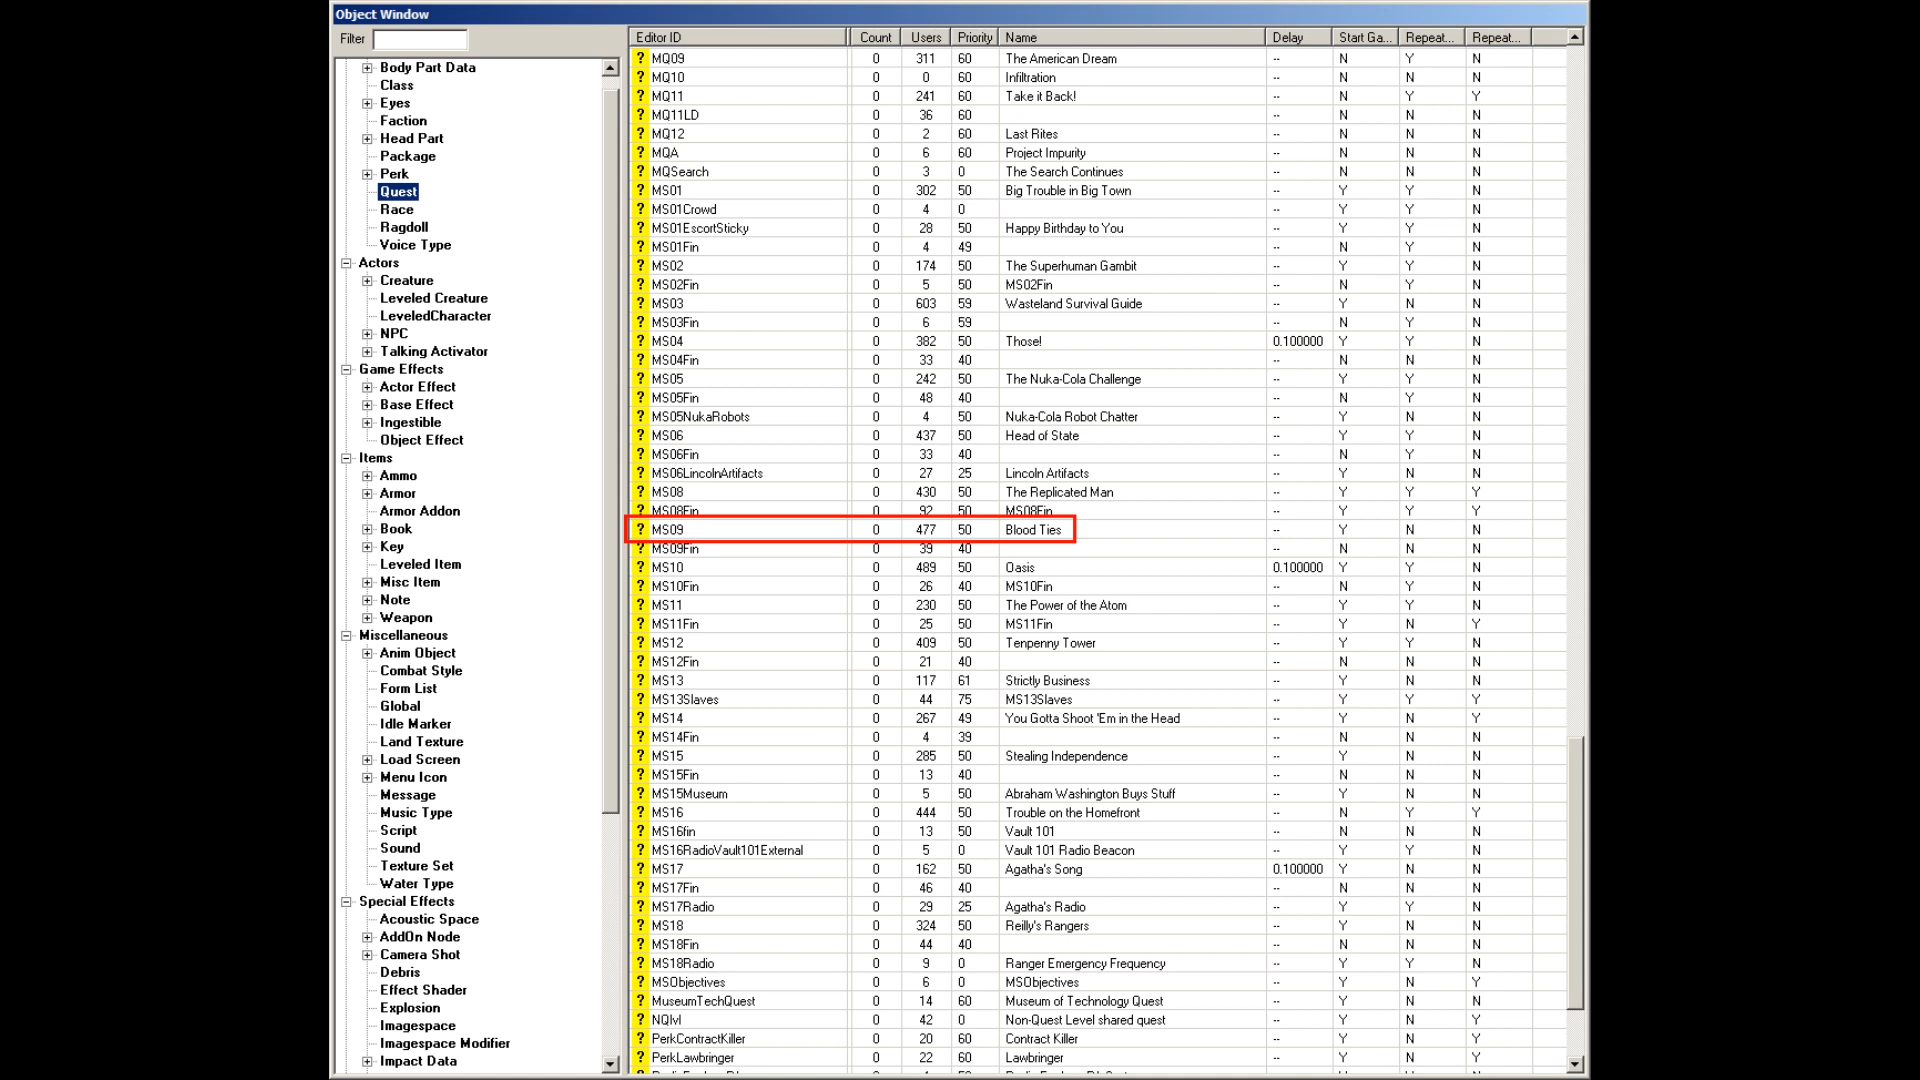 Object Window
Filter
Body Part Data
Class
Eyes
Faction
Head Part
Package
Perk
Quest
Race
Ragdoll
Voice Type
Actors
Creature
Leveled Creature
LeveledCharacter
NPC
Talking Activator
Game Effects
Actor Effect
Base Effect
Ingestible
Object Effect
Items
Ammo
Armor
Armor Addon
Book
Key
Leveled Item
Misc Item
Note
Weapon
Miscellaneous
Anim Object
Combat Style
Form List
Global
Idle Marker
Land Texture
Load Screen
Menu Icon
Message
Music Type
Script
Sound
Texture Set
Water Type
Special Effects
Acoustic Space
AddOn Node
Camera Shot
Debris
Effect Shader
Explosion
Imagespace
Imagespace Modifier
Impact Data
Editor ID Count Users Priority Name Delay Start Ga... Repeat... Repeat...
? MQ09 0 311 60 The American Dream -- N Y N
? MQ10 0 0 60 Infiltration -- N N N
? MQ11 0 241 60 Take it Back! -- N Y Y
? MQ11LD 0 36 60 -- N N N
? MQ12 0 2 60 Last Rites -- N N N
? MQA 0 6 60 Project Impurity -- N N N
? MQSearch 0 3 0 The Search Continues -- N N N
? MS01 0 302 50 Big Trouble in Big Town -- Y Y N
? MS01Crowd 0 4 0 -- Y Y N
? MS01EscortSticky 0 28 50 Happy Birthday to You -- Y Y N
? MS01Fin 0 4 49 -- N Y N
? MS02 0 174 50 The Superhuman Gambit -- Y Y N
? MS02Fin 0 5 50 MS02Fin -- N Y N
? MS03 0 603 59 Wasteland Survival Guide -- Y N N
? MS03Fin 0 6 59 -- N Y N
? MS04 0 382 50 Those! 0.100000 Y Y N
? MS04Fin 0 33 40 -- N N N
? MS05 0 242 50 The Nuka-Cola Challenge -- Y Y N
? MS05Fin 0 48 40 -- N Y N
? MS05NukaRobots 0 4 50 Nuka-Cola Robot Chatter -- Y N N
? MS06 0 437 50 Head of State -- Y Y N
? MS06Fin 0 33 40 -- N Y N
? MS06LincolnArtifacts 0 27 25 Lincoln Artifacts -- Y N N
? MS08 0 430 50 The Replicated Man -- Y Y Y
? MS08Fin 0 92 50 MS08Fin -- N Y N
? MS09 0 477 50 Blood Ties -- Y N N
? MS09Fin 0 39 40 -- N N N
? MS10 0 489 50 Oasis 0.100000 Y Y N
? MS10Fin 0 26 40 MS10Fin -- N Y N
? MS11 0 230 50 The Power of the Atom -- Y Y N
? MS11Fin 0 25 50 MS11Fin -- Y N Y
? MS12 0 409 50 Tenpenny Tower -- Y Y N
? MS12Fin 0 21 40 -- N N N
? MS13 0 117 61 Strictly Business -- Y N N
? MS13Slaves 0 44 75 MS13Slaves -- Y Y Y
? MS14 0 267 49 You Gotta Shoot 'Em in the Head -- Y N Y
? MS14Fin 0 4 39 -- N N N
? MS15 0 285 50 Stealing Independence -- Y N N
? MS15Fin 0 13 40 -- N N N
? MS15Museum 0 5 50 Abraham Washington Buys Stuff -- Y N N
? MS16 0 444 50 Trouble on the Homefront -- N Y Y
? MS16fin 0 13 50 Vault 101 -- N N N
? MS16RadioVault101External 0 5 0 Vault 101 Radio Beacon -- N Y N
? MS17 0 162 50 Agatha's Song 0.100000 Y N N
? MS17Fin 0 46 40 -- N N N
? MS17Radio 0 29 25 Agatha's Radio -- Y Y N
? MS18 0 324 50 Reilly's Rangers -- Y N N
? MS18Fin 0 44 40 -- N N N
? MS18Radio 0 9 0 Ranger Emergency Frequency -- Y Y N
? MSObjectives 0 6 0 MSObjectives -- Y N Y
? MuseumTechQuest 0 14 60 Museum of Technology Quest -- Y N N
? NQlvl 0 42 0 Non-Quest Level shared quest -- Y N Y
? PerkContractKiller 0 20 60 Contract Killer -- Y N Y
? PerkLawbringer 0 22 60 Lawbringer -- Y N Y